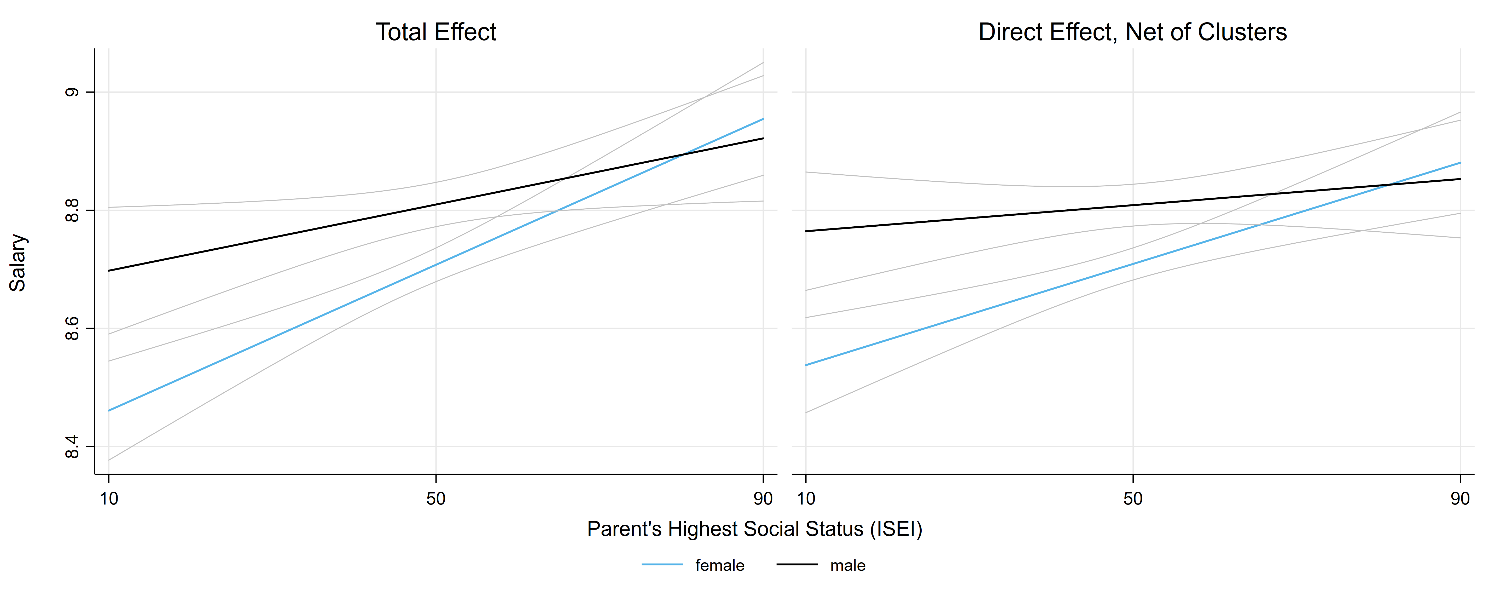 Total Effect
Direct Effect, Net of Clusters
Salary
9
8.8
8.6
8.4
10 50 90 10 50 90
Parent's Highest Social Status (ISEI)
female male